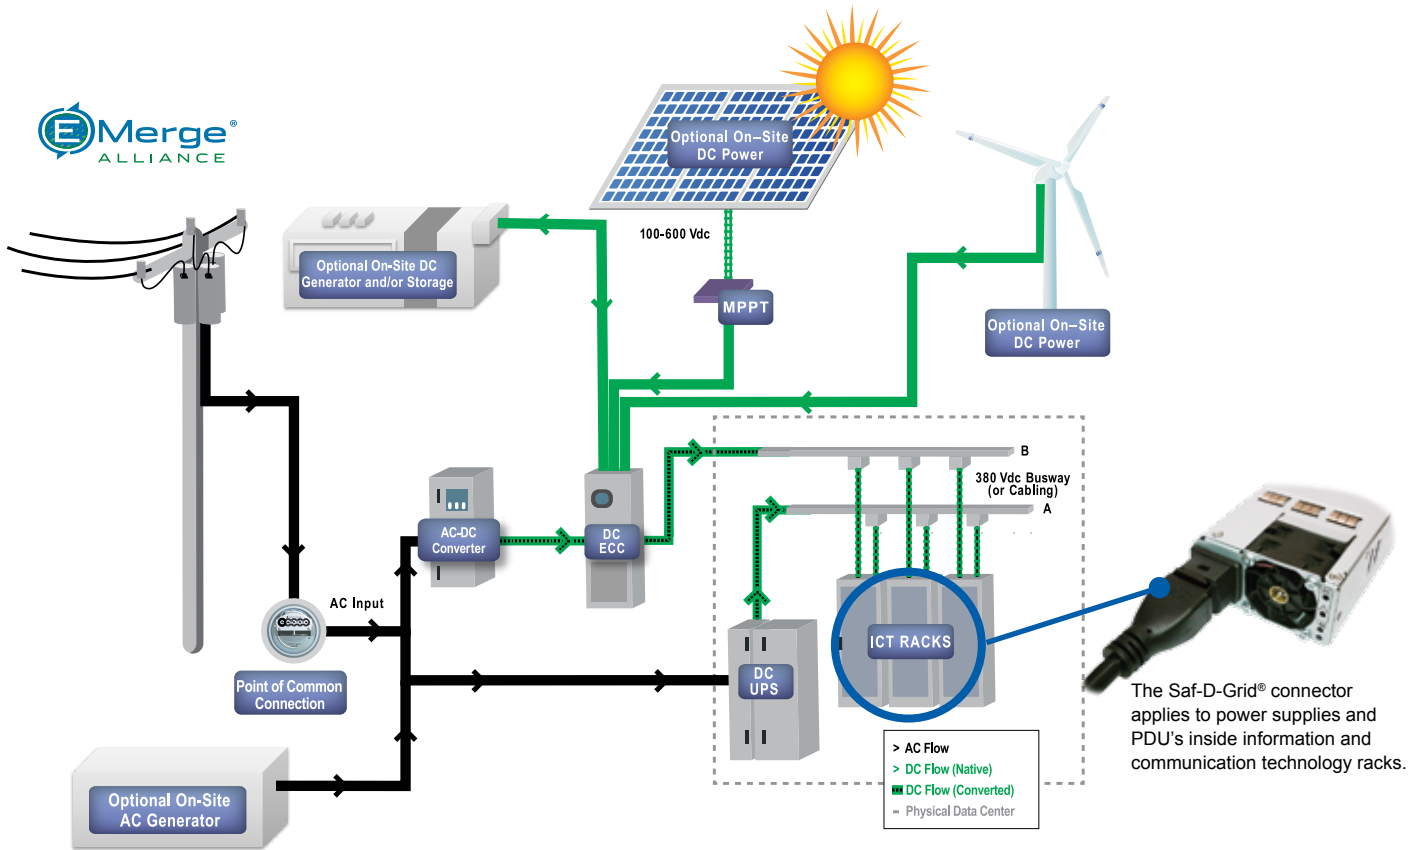 EMerge®
ALLIANCE
Optional On–Site
DC Power
100-600 Vdc
MPPT
Optional On-Site DC
Generator and/or Storage
Optional On–Site
DC Power
B
380 Vdc Busway
(or Cabling)
A
AC-DC
Converter
DC
ECC
AC Input
Point of Common
Connection
DC
UPS
ICT RACKS
Optional On-Site
AC Generator
> AC Flow
> DC Flow (Native)
DC Flow (Converted)
Physical Data Center
The Saf-D-Grid® connector
applies to power supplies and
PDU's inside information and
communication technology racks.